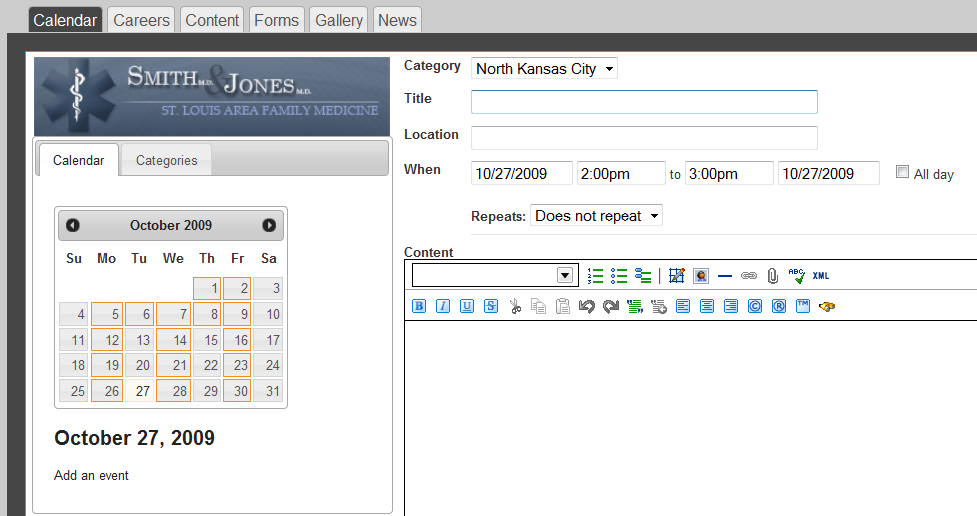 Calendar Careers Content Forms Gallery News
SMITH M.D. & JONES M.D.
ST. LOUIS AREA FAMILY MEDICINE
Calendar Categories
October 2009
Su Mo Tu We Th Fr Sa
1 2 3
4 5 6 7 8 9 10
11 12 13 14 15 16 17
18 19 20 21 22 23 24
25 26 27 28 29 30 31
October 27, 2009
Add an event
Category North Kansas City
Title
Location
When 10/27/2009 2:00pm to 3:00pm 10/27/2009 All day
Repeats: Does not repeat
Content
ABC XML
B I U S © ® TM